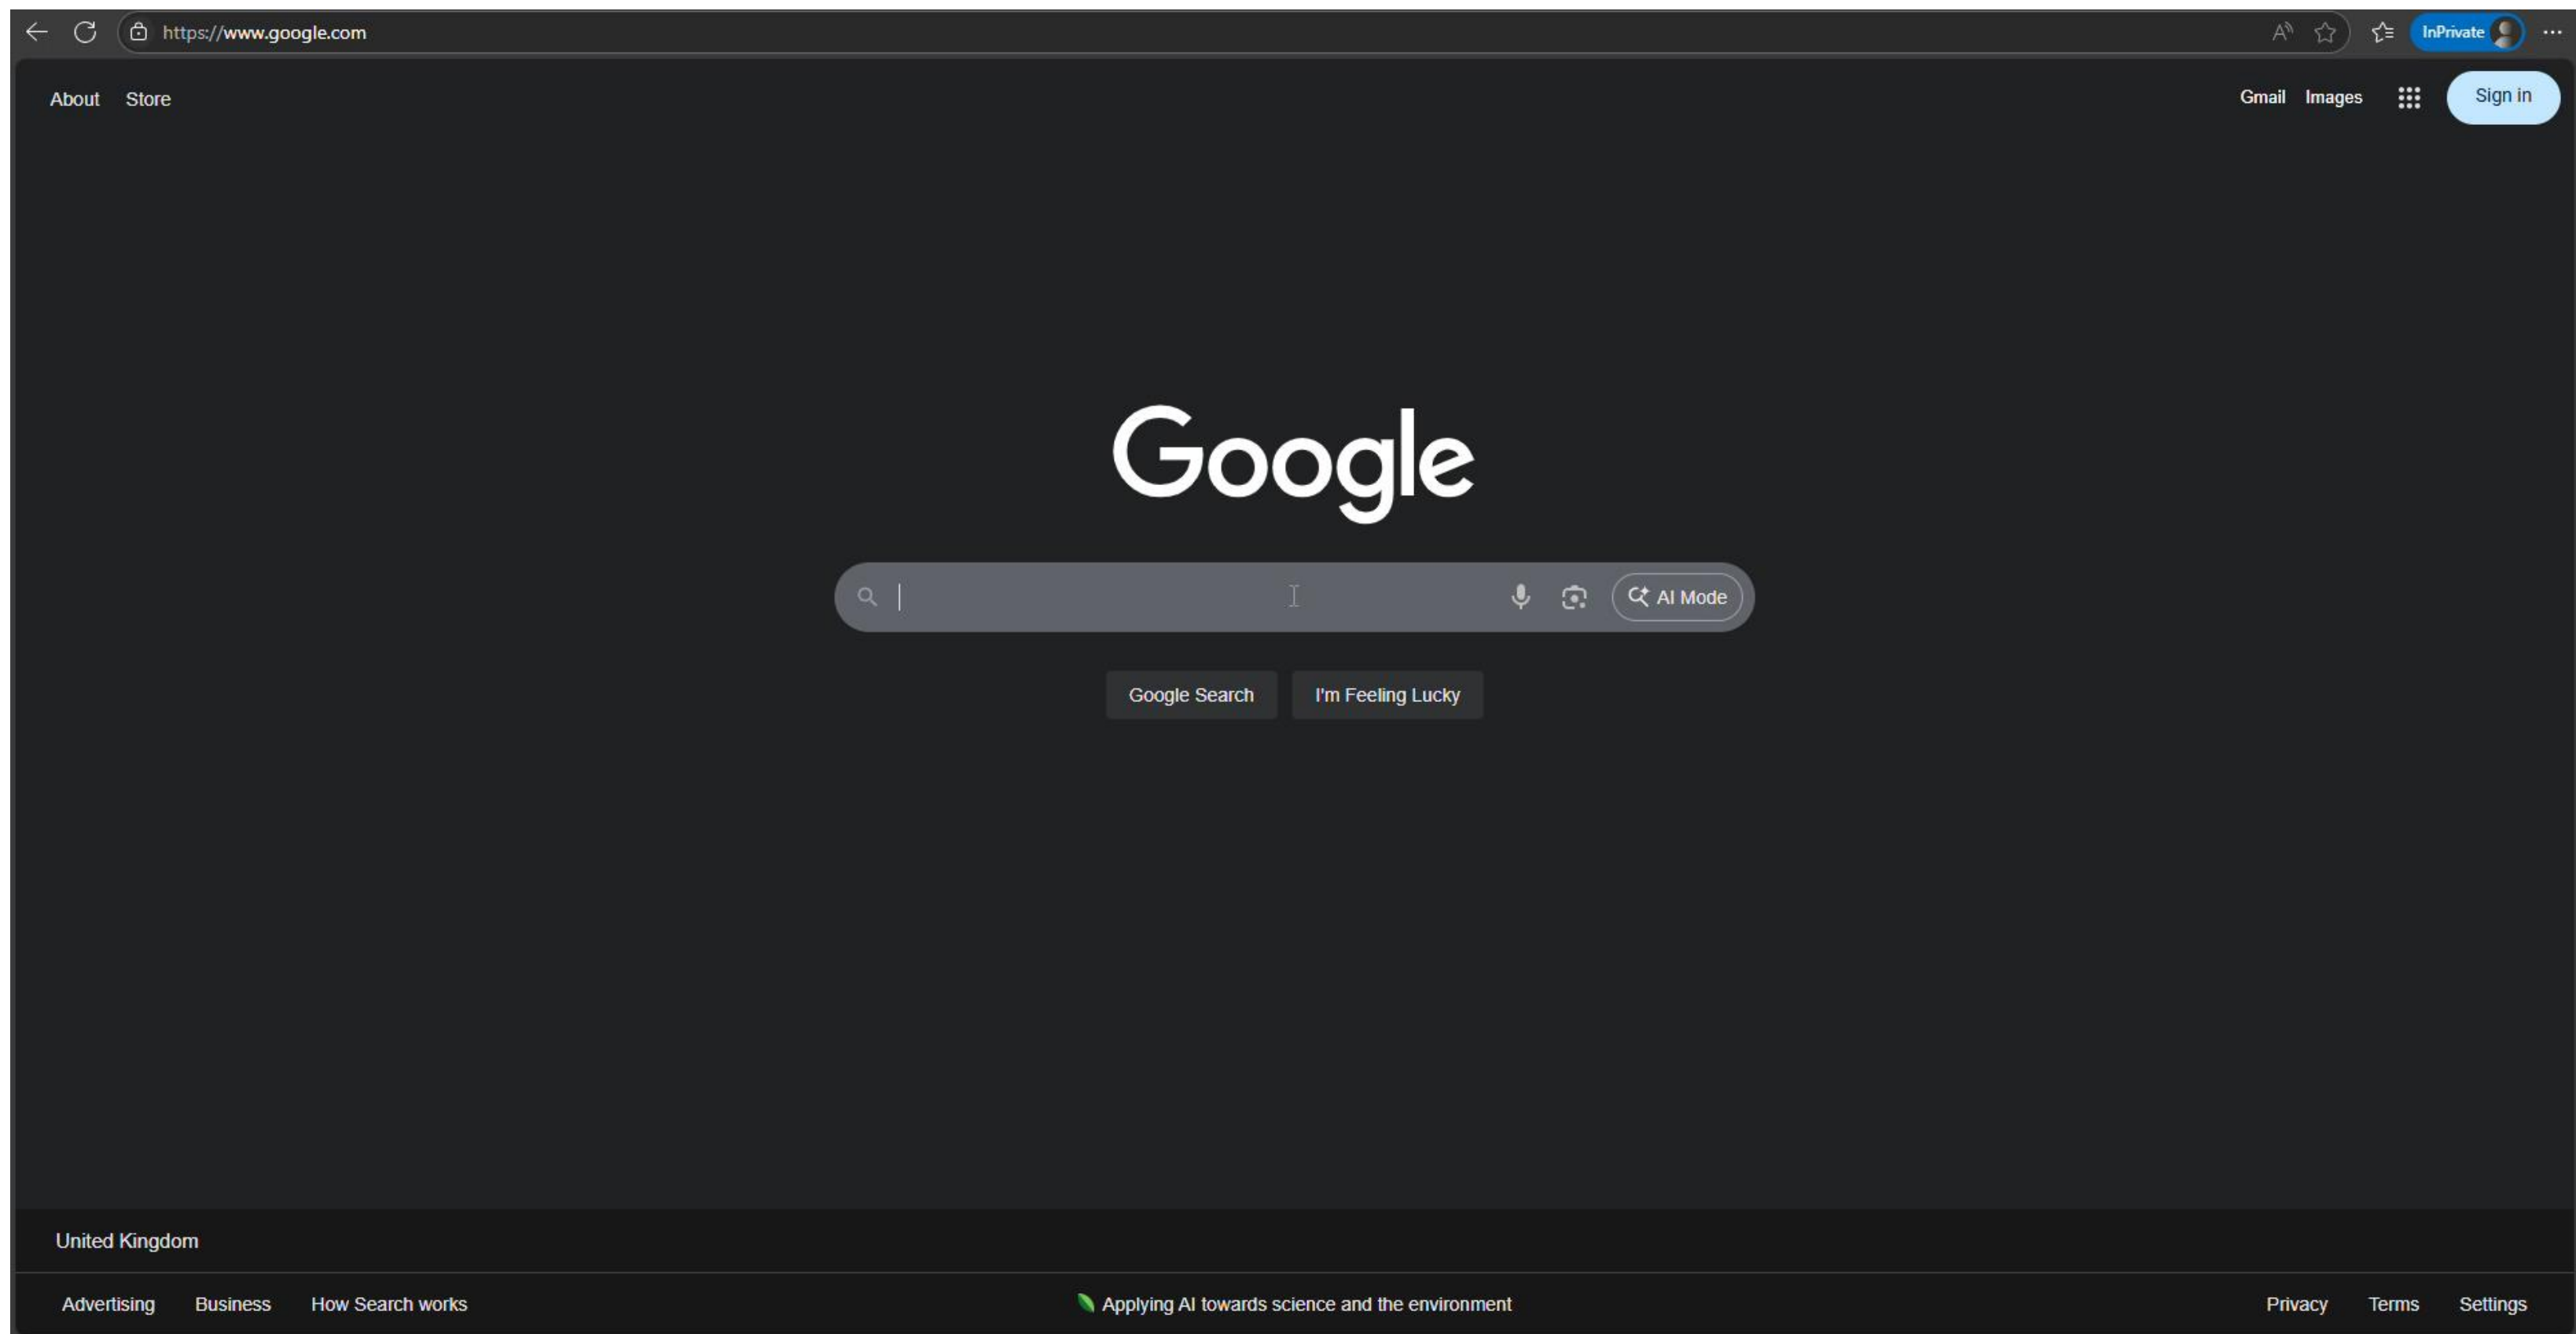 https://www.google.com InPrivate
About Store Gmail Images Sign in
Google
AI Mode
Google Search I'm Feeling Lucky
United Kingdom
Advertising Business How Search works Applying AI towards science and the environment Privacy Terms Settings